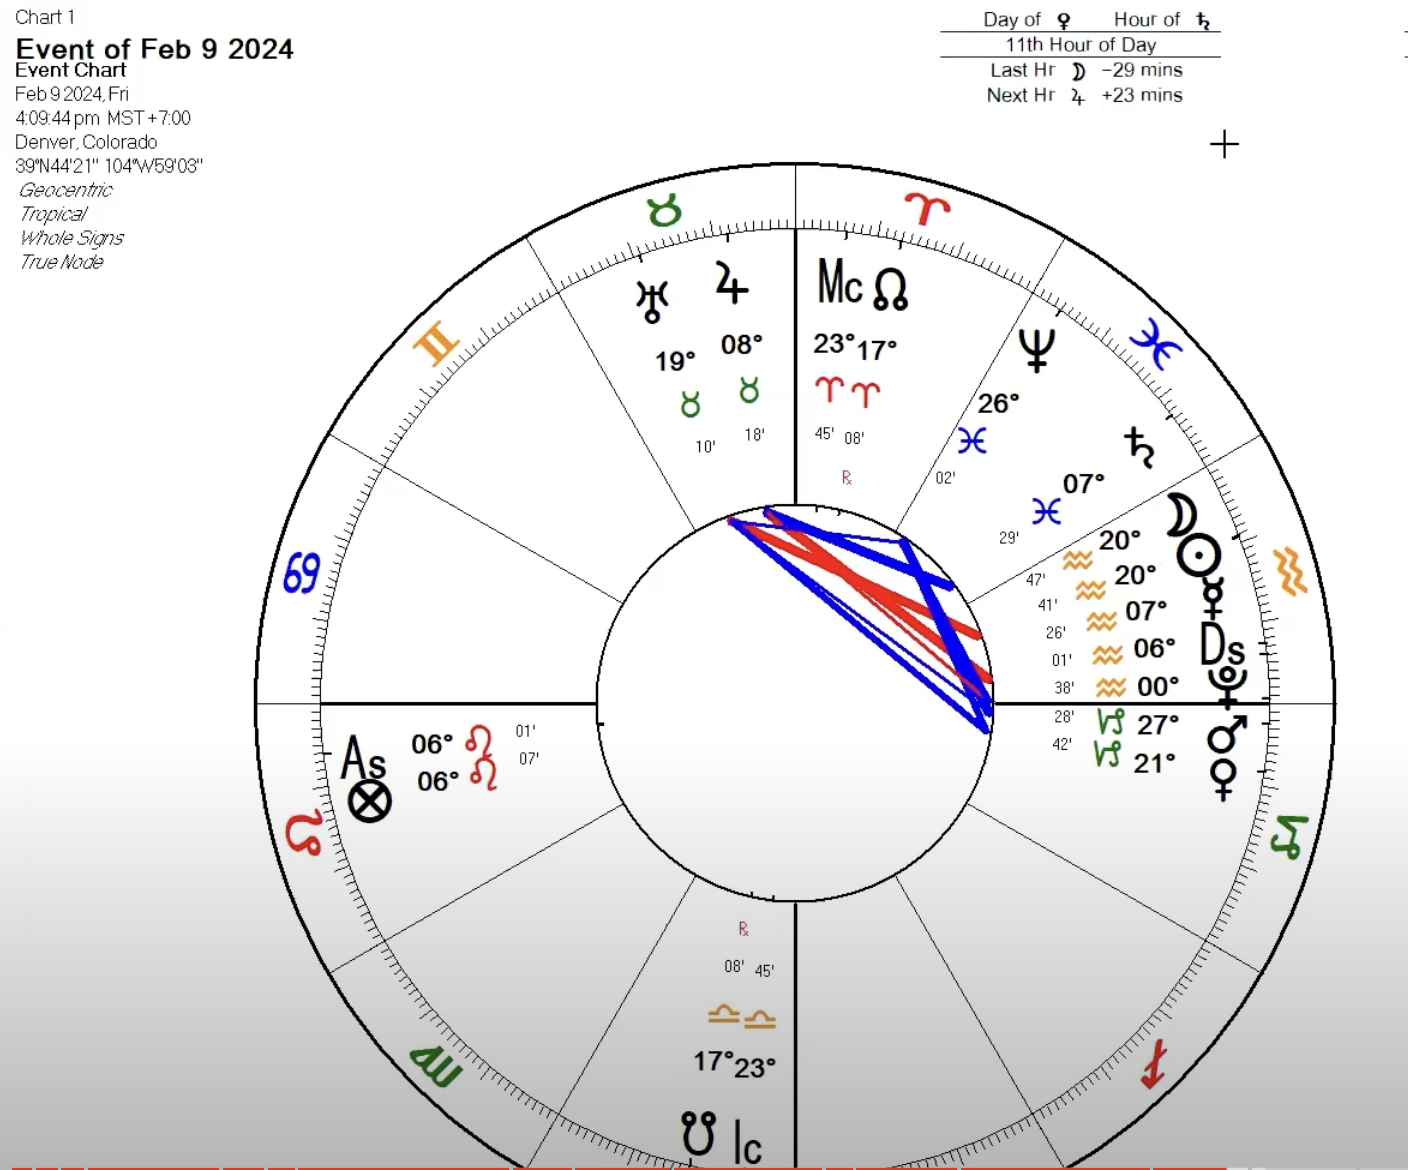 Chart 1
Event of Feb 9 2024
Event Chart
Feb 9 2024, Fri
4:09:44 pm MST +7:00
Denver, Colorado
39°N44'21" 104°W59'03"
Geocentric
Tropical
Whole Signs
True Node
Day of ♀ Hour of ♄
11th Hour of Day
Last Hr ☽ −29 mins
Next Hr ♃ +23 mins
♉ ♈
♅ ♃ Mc ☊
19° 08° 23° 17°
♉ ♉ ♈ ♈
10' 18' 45' 08'
℞
♊ ♓
♆ 26° ♓ 02'
♄ 07° ♓ 29'
♋ ♒
☽ 20° ♒ 47'
☉ 20° ♒ 41'
☿ 07° ♒ 26'
Ds 06° ♒ 01'
♇ 00° ♒ 38'
♂ 27° ♑ 28'
♀ 21° ♑ 42'
As 06° ♌ 01'
⊗ 06° ♌ 07'
♌ ♑
℞
08' 45'
♎ ♎
17° 23°
☋ Ic
♍ ♐